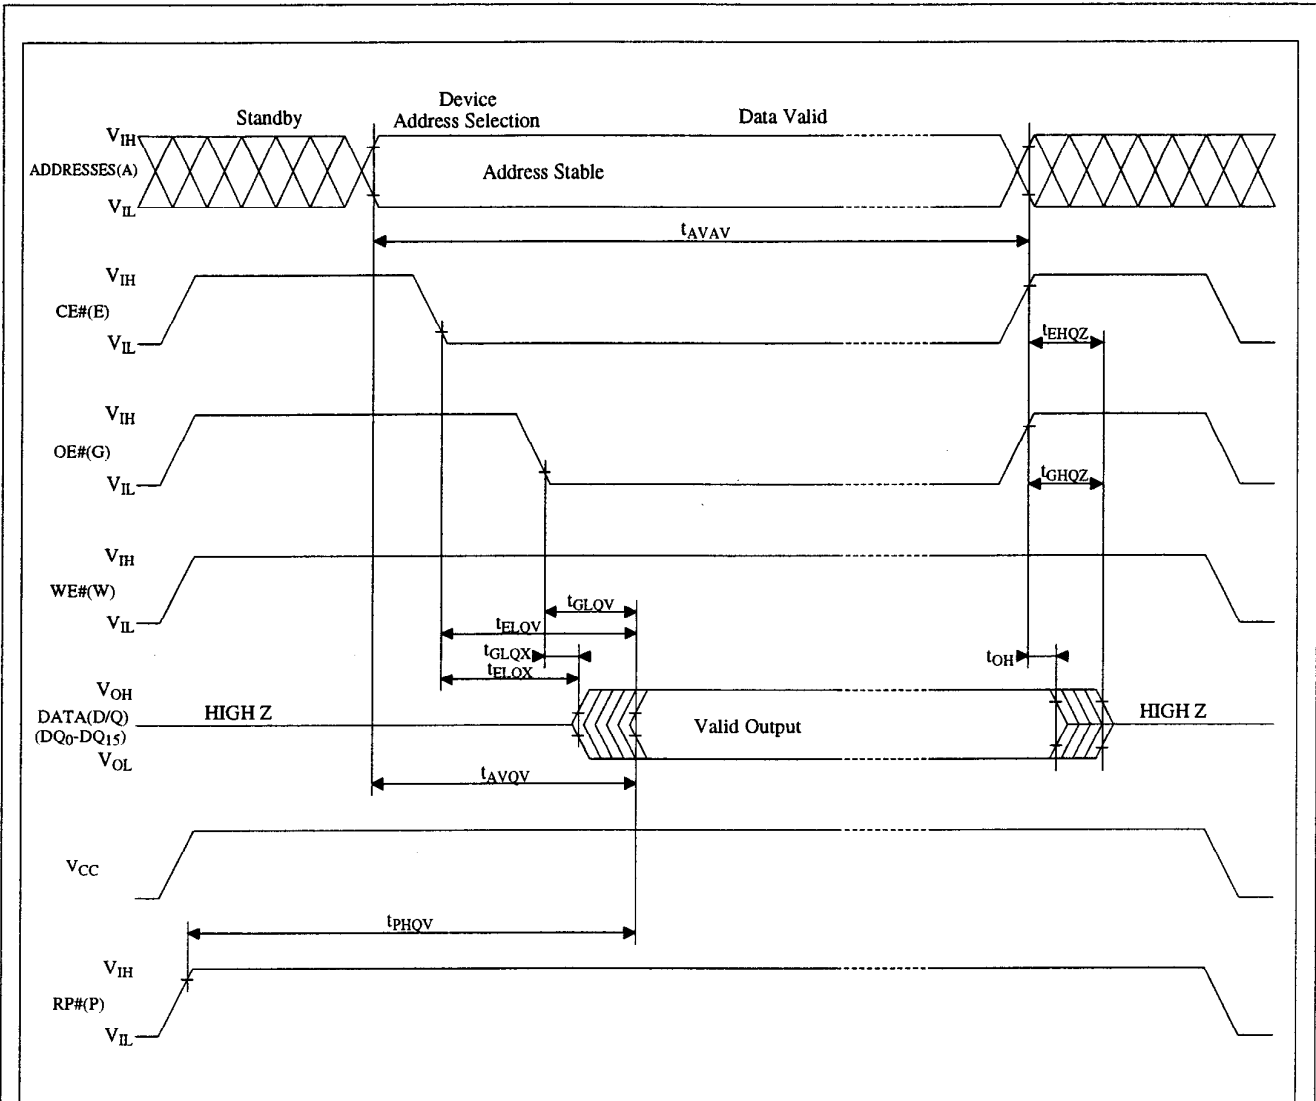 Standby
Device
Address Selection
Data Valid
VIH
ADDRESSES(A)
VIL
Address Stable
tAVAV
VIH
CE#(E)
VIL
tEHQZ
VIH
OE#(G)
VIL
tGHQZ
VIH
WE#(W)
VIL
tGLQV
tELQV
tGLQX
tELQX
tOH
VOH
DATA(D/Q)
(DQ0-DQ15)
VOL
HIGH Z
Valid Output
HIGH Z
tAVQV
VCC
tPHQV
VIH
RP#(P)
VIL